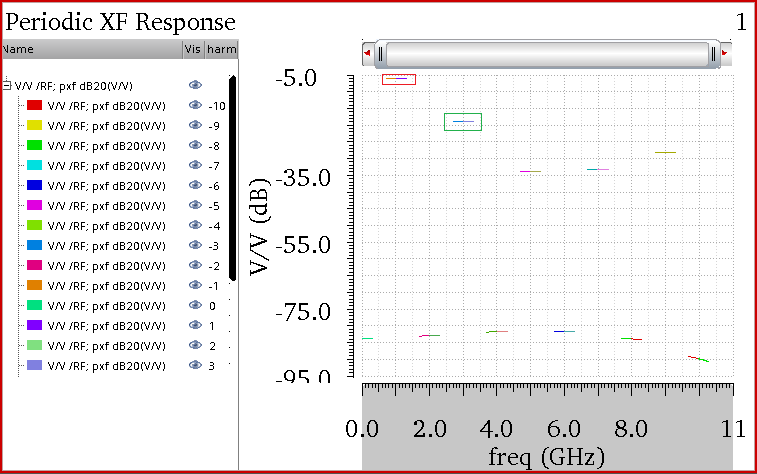 Periodic XF Response 1
Name Vis harm
V/V /RF; pxf dB20(V/V)
V/V /RF; pxf dB20(V/V) -10
V/V /RF; pxf dB20(V/V) -9
V/V /RF; pxf dB20(V/V) -8
V/V /RF; pxf dB20(V/V) -7
V/V /RF; pxf dB20(V/V) -6
V/V /RF; pxf dB20(V/V) -5
V/V /RF; pxf dB20(V/V) -4
V/V /RF; pxf dB20(V/V) -3
V/V /RF; pxf dB20(V/V) -2
V/V /RF; pxf dB20(V/V) -1
V/V /RF; pxf dB20(V/V) 0
V/V /RF; pxf dB20(V/V) 1
V/V /RF; pxf dB20(V/V) 2
V/V /RF; pxf dB20(V/V) 3
V/V (dB)
-5.0
-35.0
-55.0
-75.0
-95.0
0.0 2.0 4.0 6.0 8.0 11
freq (GHz)